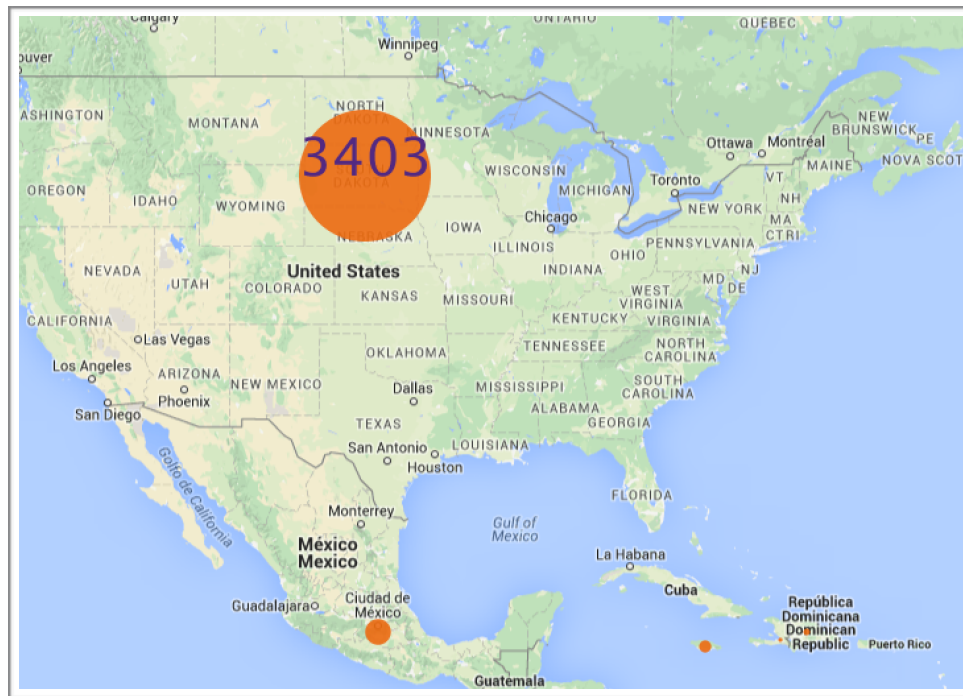 Calgary
ONTARIO
QUÉBEC
Winnipeg
ouver
NORTH
DAKOTA
ASHINGTON
MONTANA
MINNESOTA
3403
SOUTH
DAKOTA
OREGON
IDAHO
WYOMING
WISCONSIN
MICHIGAN
Ottawa
Montréal
NEW
BRUNSWICK
PE
NOVA SCOT
MAINE
VT
NH
Toronto
NEW YORK
MA
CT
RI
Chicago
IOWA
NEBRASKA
ILLINOIS
INDIANA
OHIO
PENNSYLVANIA
NJ
MD
DE
NEVADA
UTAH
United States
COLORADO
KANSAS
MISSOURI
WEST
VIRGINIA
KENTUCKY
VIRGINIA
CALIFORNIA
Las Vegas
OKLAHOMA
TENNESSEE
NORTH
CAROLINA
Los Angeles
ARIZONA
NEW MEXICO
Phoenix
San Diego
Dallas
MISSISSIPPI
SOUTH
CAROLINA
ALABAMA
GEORGIA
TEXAS
San Antonio
LOUISIANA
Houston
FLORIDA
Golfo de California
Monterrey
Gulf of
Mexico
México
Mexico
La Habana
Cuba
Guadalajara
Ciudad de
México
República
Dominicana
Dominican
Republic
Puerto Rico
Guatemala